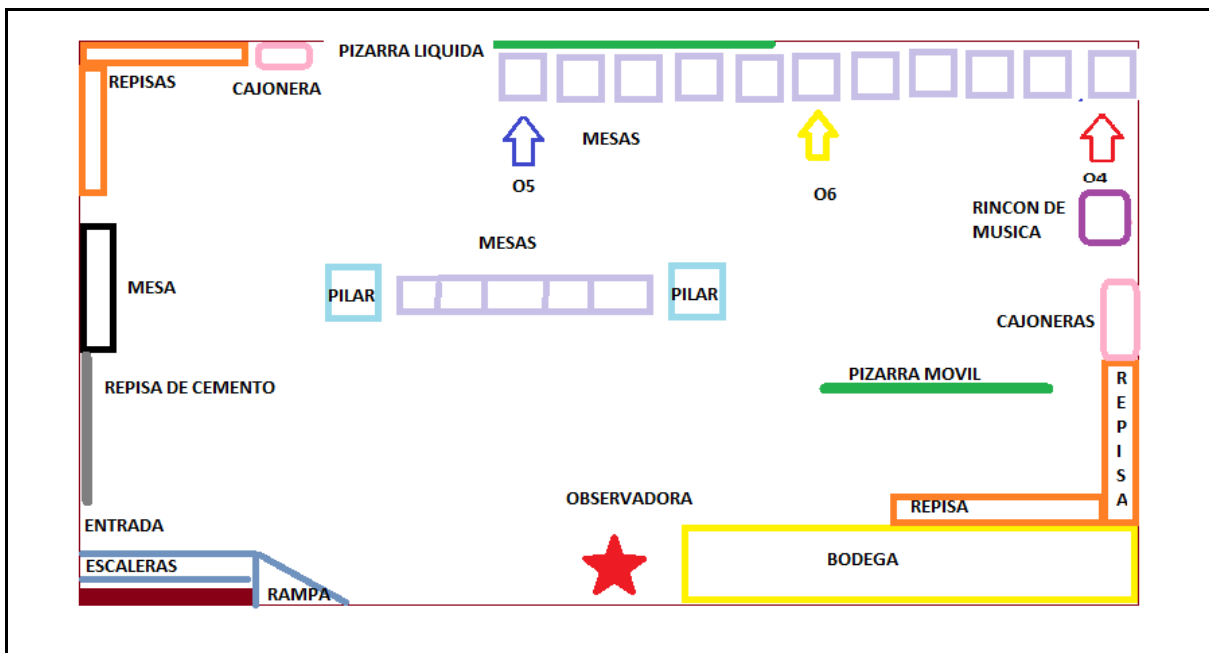 PIZARRA LIQUIDA
REPISAS
CAJONERA
MESAS
O5
O6
O4
RINCON DE
MUSICA
MESAS
MESA
PILAR
PILAR
CAJONERAS
REPISA DE CEMENTO
PIZARRA MOVIL
R
E
P
I
S
A
OBSERVADORA
REPISA
ENTRADA
ESCALERAS
BODEGA
RAMPA